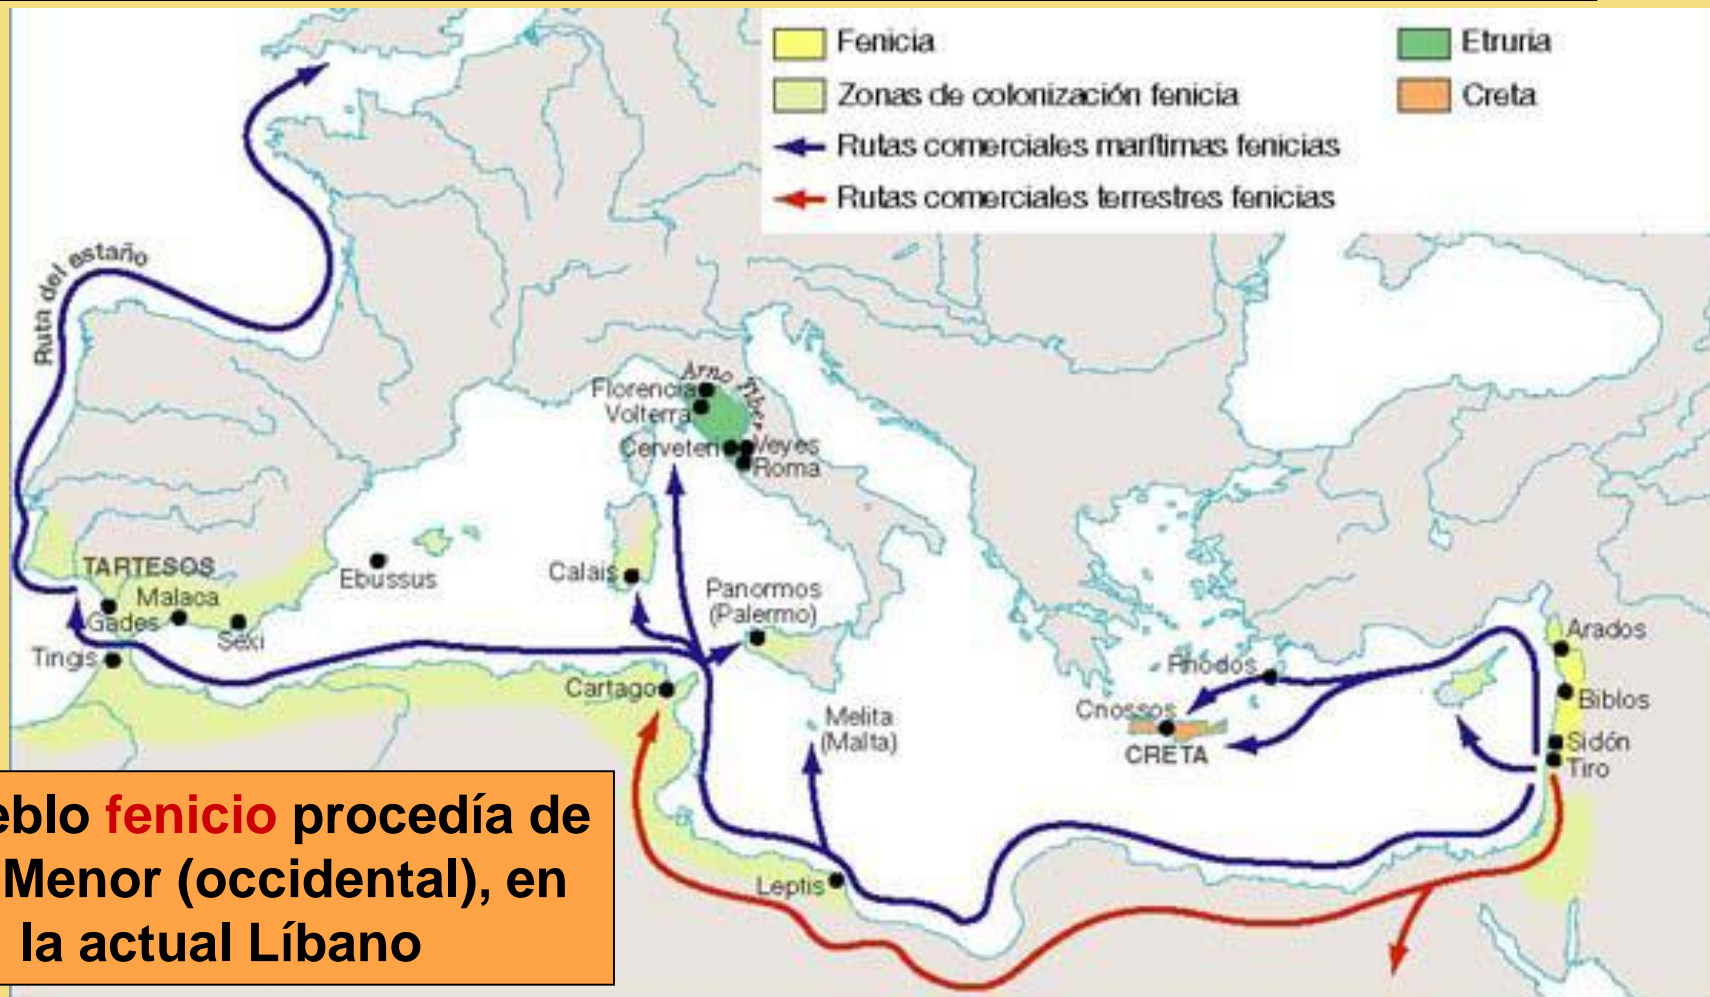 Fenicia
Zonas de colonización fenicia
Rutas comerciales marítimas fenicias
Rutas comerciales terrestres fenicias
Etruria
Creta
Ruta del estaño
Arno
Tíber
Florencia
Volterra
Cerveteri
Veyes
Roma
TARTESOS
Malaca
Gades
Sexi
Tingis
Ebussus
Calais
Panormos
(Palermo)
Cartago
Melita
(Malta)
Leptis
Rhodos
Cnossos
CRETA
Arados
Biblos
Sidón
Tiro
eblo fenicio procedía de
Menor (occidental), en
la actual Líbano